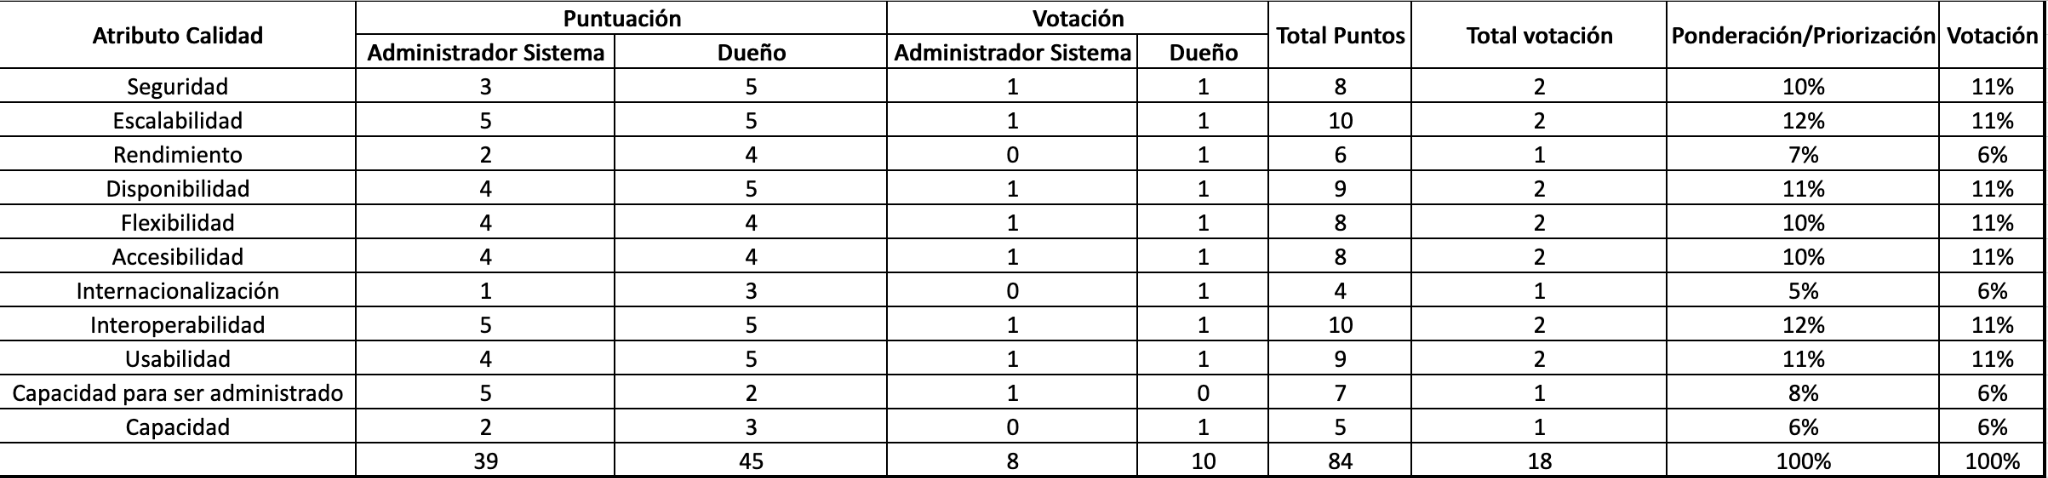 Atributo Calidad Puntuación Votación Total Puntos Total votación Ponderación/Priorización Votación
Administrador Sistema Dueño Administrador Sistema Dueño
Seguridad 3 5 1 1 8 2 10% 11%
Escalabilidad 5 5 1 1 10 2 12% 11%
Rendimiento 2 4 0 1 6 1 7% 6%
Disponibilidad 4 5 1 1 9 2 11% 11%
Flexibilidad 4 4 1 1 8 2 10% 11%
Accesibilidad 4 4 1 1 8 2 10% 11%
Internacionalización 1 3 0 1 4 1 5% 6%
Interoperabilidad 5 5 1 1 10 2 12% 11%
Usabilidad 4 5 1 1 9 2 11% 11%
Capacidad para ser administrado 5 2 1 0 7 1 8% 6%
Capacidad 2 3 0 1 5 1 6% 6%
39 45 8 10 84 18 100% 100%